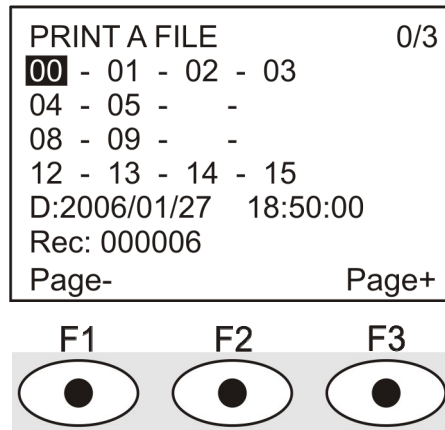 PRINT A FILE 0/3
00 - 01 - 02 - 03
04 - 05 - -
08 - 09 - -
12 - 13 - 14 - 15
D:2006/01/27 18:50:00
Rec: 000006
Page- Page+
F1 F2 F3